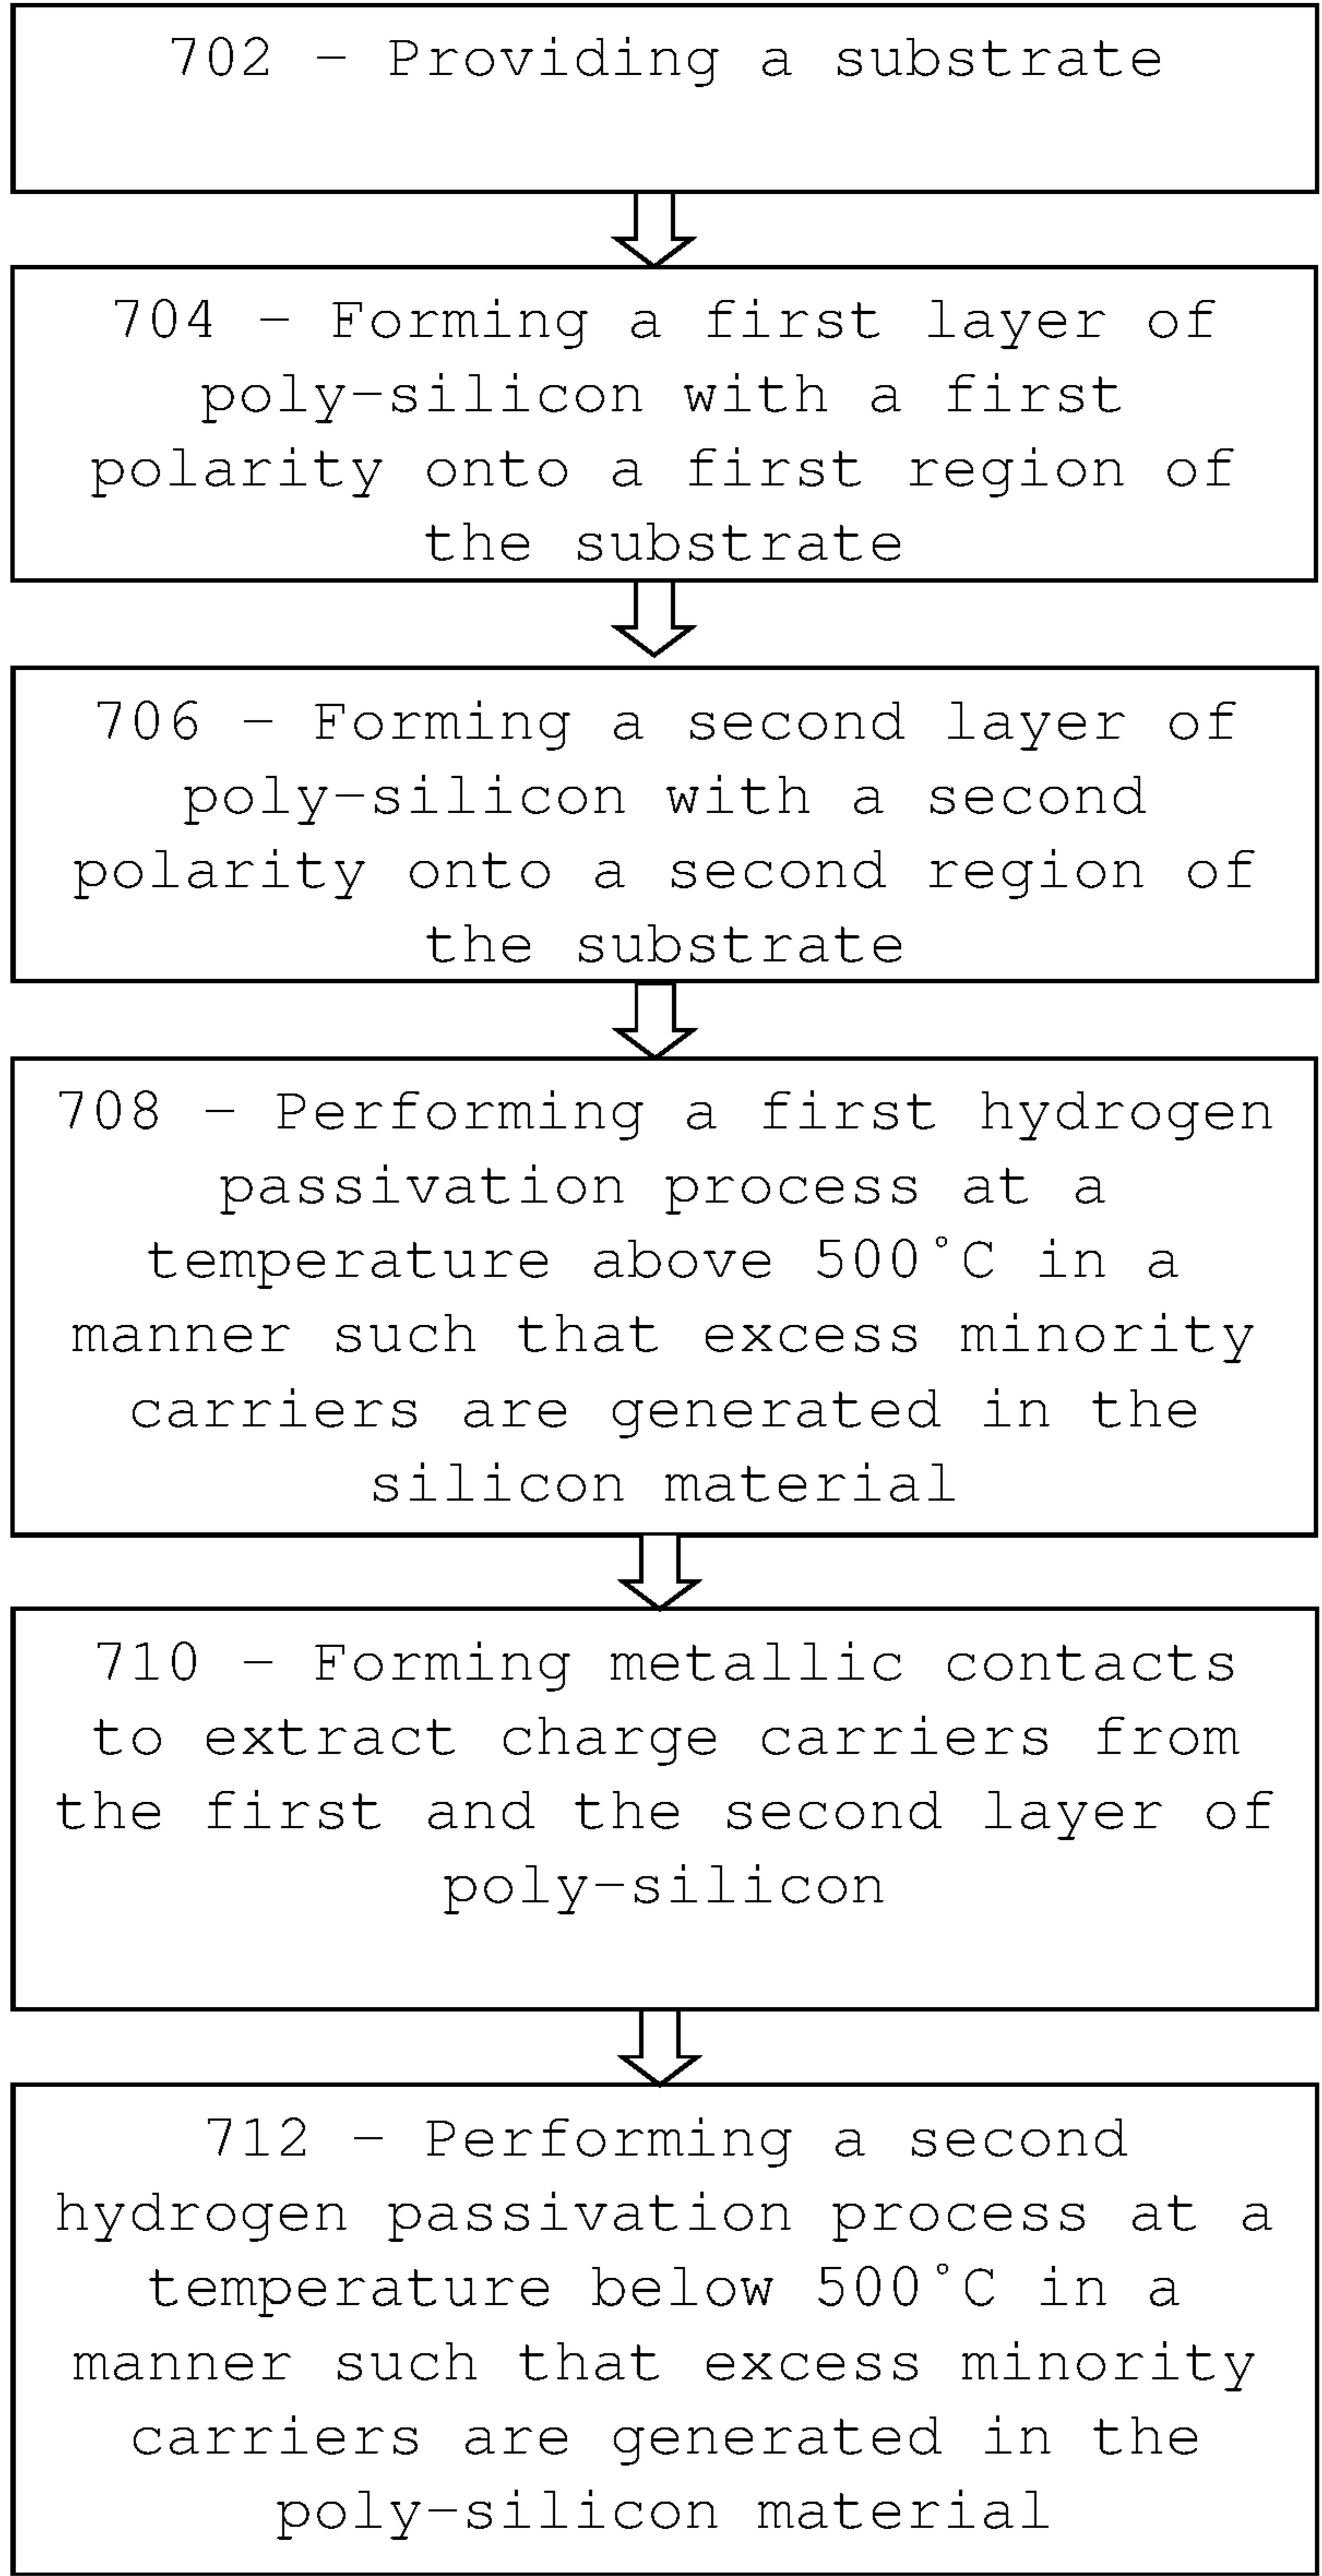 702 – Providing a substrate
704 – Forming a first layer of
poly-silicon with a first
polarity onto a first region of
the substrate
706 – Forming a second layer of
poly-silicon with a second
polarity onto a second region of
the substrate
708 – Performing a first hydrogen
passivation process at a
temperature above 500°C in a
manner such that excess minority
carriers are generated in the
silicon material
710 – Forming metallic contacts
to extract charge carriers from
the first and the second layer of
poly-silicon
712 – Performing a second
hydrogen passivation process at a
temperature below 500°C in a
manner such that excess minority
carriers are generated in the
poly-silicon material